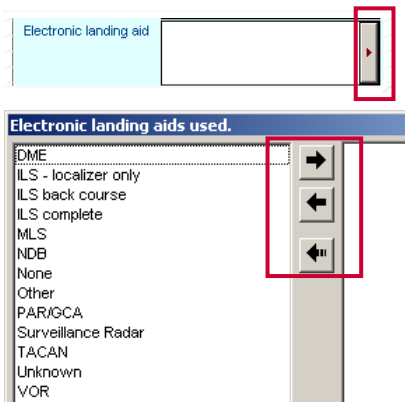 Electronic landing aid
Electronic landing aids used.
DME
ILS - localizer only
ILS back course
ILS complete
MLS
NDB
None
Other
PAR/GCA
Surveillance Radar
TACAN
Unknown
VOR